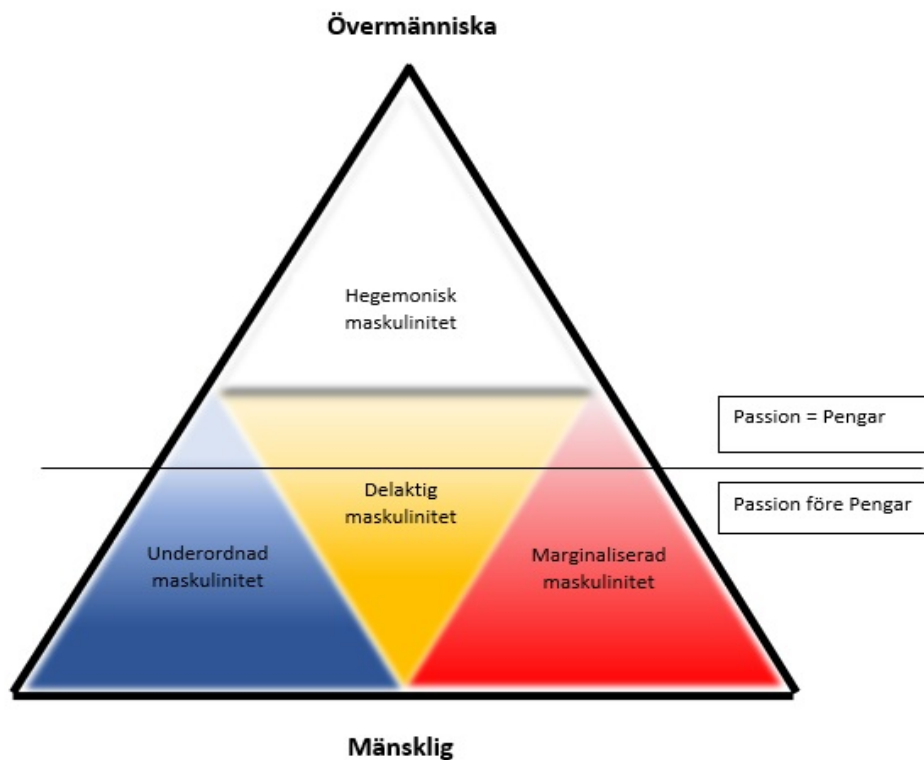 Övermänniska
Hegemonisk
maskulinitet
Passion = Pengar
Delaktig
maskulinitet
Passion före Pengar
Underordnad
maskulinitet
Marginaliserad
maskulinitet
Mänsklig